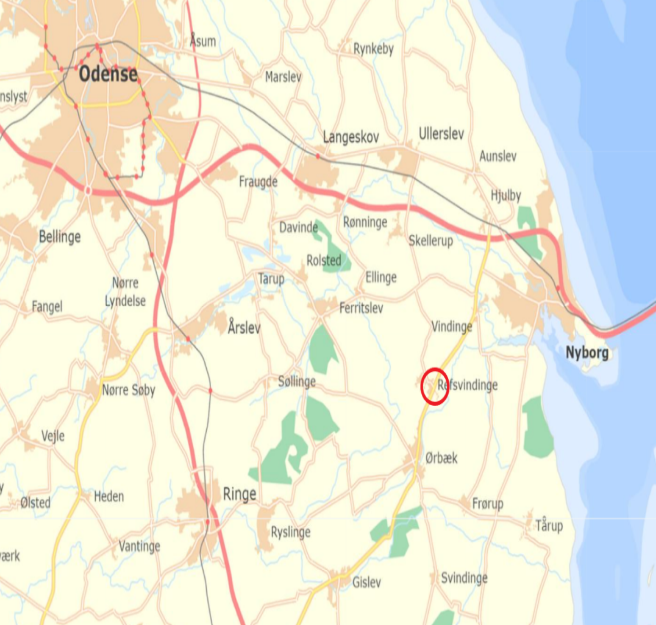 Åsum
Rynkeby
Odense
Marslev
nslyst
Langeskov
Ullerslev
Aunslev
Fraugde
Hjulby
Davinde
Rønninge
Bellinge
Skellerup
Rolsted
Tarup
Ellinge
Nørre
Lyndelse
Fangel
Ferritslev
Årslev
Vindinge
Nyborg
Søllinge
Refsvindinge
Nørre Søby
Vejle
Ørbæk
Ringe
Heden
Ølsted
Frørup
Tårup
Ryslinge
Vantinge
ærk
Gislev
Svindinge